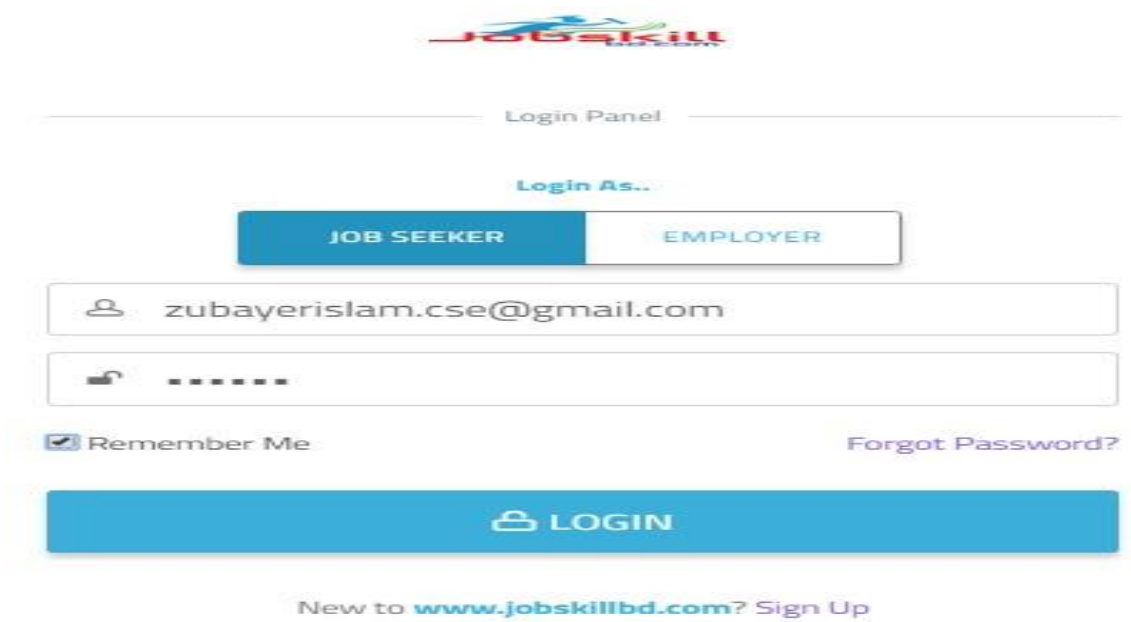 Jobskill
bd.com
Login Panel
Login As..
JOB SEEKER EMPLOYER
zubayerislam.cse@gmail.com
Remember Me Forgot Password?
LOGIN
New to www.jobskillbd.com? Sign Up